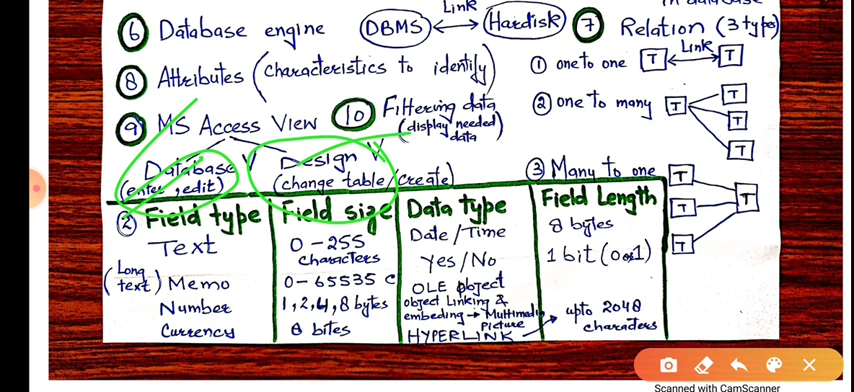 in database
⑥ Database engine (DBMS) Link (Hardisk)
⑦ Relation (3 type)
⑧ Attributes (characteristics to identify)
① one to one T Link T
⑨ MS Access View
⑩ Filtering data
(display needed data)
② one to many T T T T
Database V
(enter, edit)
Design V
(change table/create)
③ Many to one T T T T
② Field type Field size Data type Field Length
Text 0-255 characters Date/Time 8 bytes
(Long text) Memo 0-65535 c Yes/No 1 bit (0 or 1)
Number 1,2,4,8 bytes OLE object
object Linking & embeding → Multimedia Picture
Currency 8 bites HYPERLINK → upto 2048 characters
Scanned with CamScanner